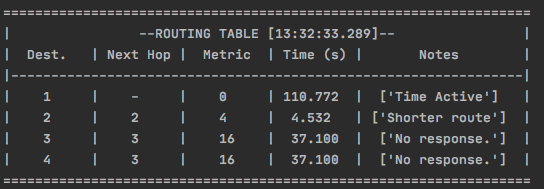 =================================================================
|                --ROUTING TABLE [13:32:33.289]--               |
|  Dest.   | Next Hop |  Metric  | Time (s) |       Notes        |
|---------------------------------------------------------------|
|    1     |    -     |    0     | 110.772  |  ['Time Active']   |
|    2     |    2     |    4     |  4.532   | ['Shorter route']  |
|    3     |    3     |    16    |  37.100  |  ['No response.']  |
|    4     |    3     |    16    |  37.100  |  ['No response.']  |
=================================================================